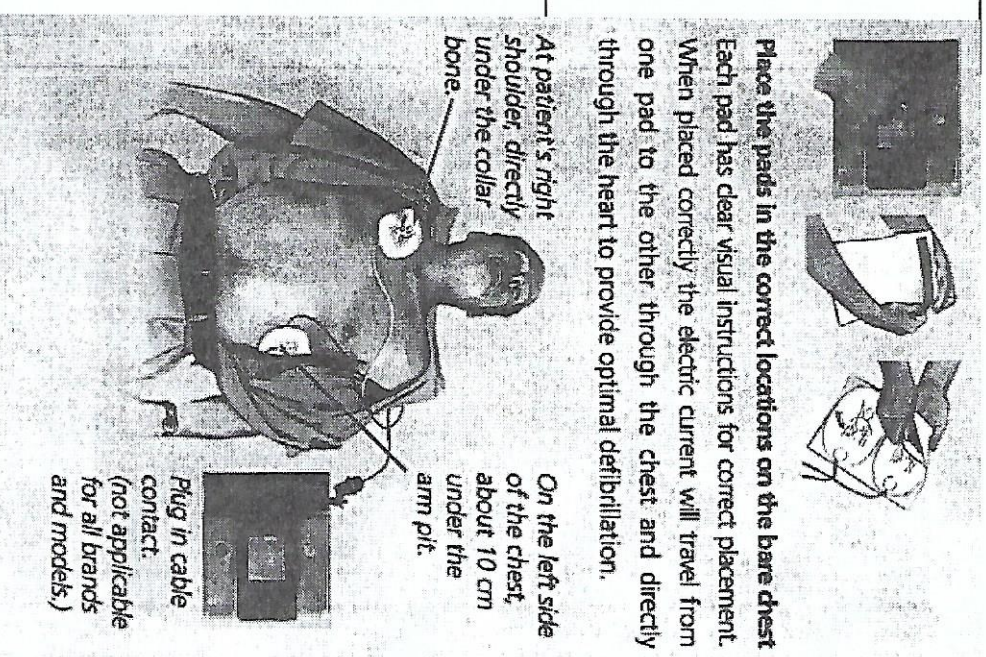 Place the pads in the correct locations on the bare chest
Each pad has clear visual instructions for correct placement.
When placed correctly the electric current will travel from
one pad to the other through the chest and directly
through the heart to provide optimal defibrillation.
At patient's right
shoulder, directly
under the collar
bone.
On the left side
of the chest,
about 10 cm
under the
arm pit.
Plug in cable
contact.
(not applicable
for all brands
and models.)